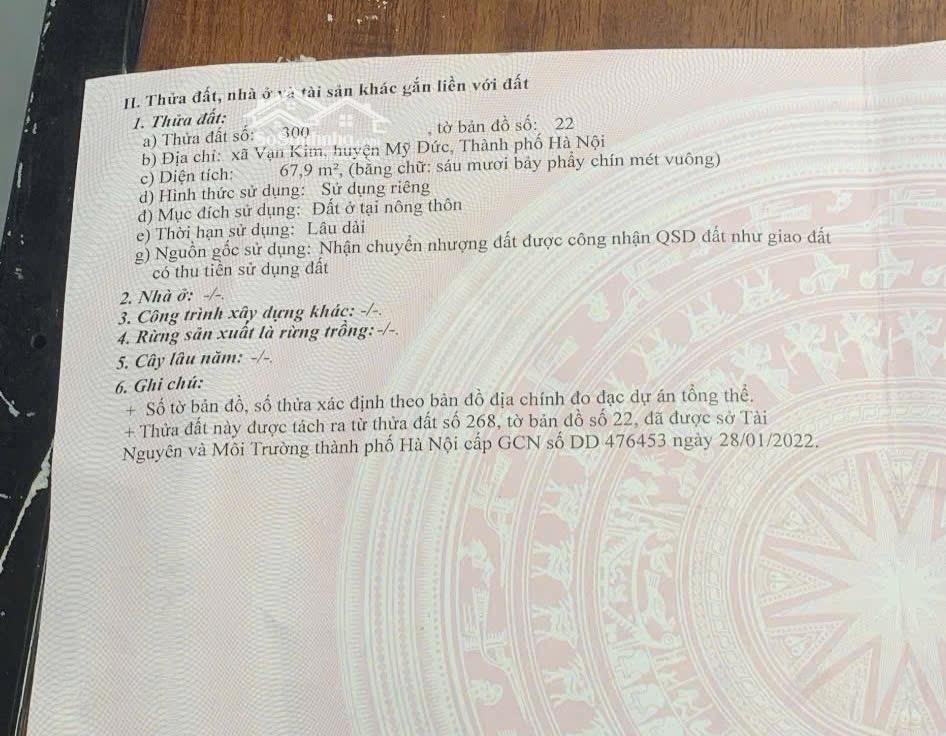 II. Thửa đất, nhà ở và tài sản khác gắn liền với đất
1. Thửa đất:
a) Thửa đất số: 300 , tờ bản đồ số: 22
b) Địa chỉ: xã Vạn Kim, huyện Mỹ Đức, Thành phố Hà Nội
c) Diện tích: 67,9 m², (bằng chữ: sáu mươi bảy phẩy chín mét vuông)
d) Hình thức sử dụng: Sử dụng riêng
đ) Mục đích sử dụng: Đất ở tại nông thôn
e) Thời hạn sử dụng: Lâu dài
g) Nguồn gốc sử dụng: Nhận chuyển nhượng đất được công nhận QSD đất như giao đất
có thu tiền sử dụng đất
2. Nhà ở: -/-.
3. Công trình xây dựng khác: -/-.
4. Rừng sản xuất là rừng trồng: -/-.
5. Cây lâu năm: -/-.
6. Ghi chú:
+ Số tờ bản đồ, số thửa xác định theo bản đồ địa chính đo đạc dự án tổng thể.
+ Thửa đất này được tách ra từ thửa đất số 268, tờ bản đồ số 22, đã được sở Tài
Nguyên và Môi Trường thành phố Hà Nội cấp GCN số DD 476453 ngày 28/01/2022.